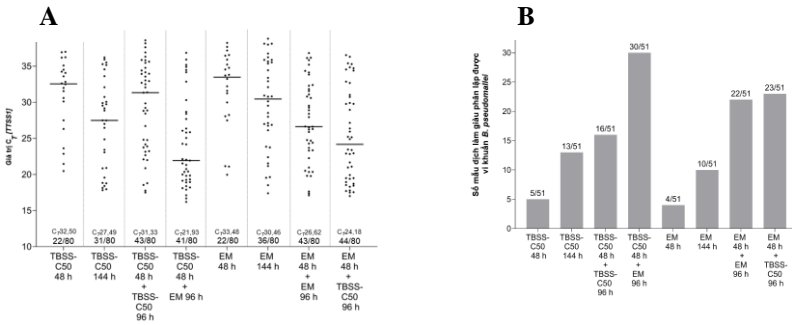 A
Giá trị CT [TTSS1]
35
30
25
20
15
10
CT32,50
22/80
CT27,49
31/80
CT31,33
43/80
CT21,93
41/80
CT33,48
22/80
CT30,46
36/80
CT26,62
43/80
CT24,18
44/80
TBSS-
C50
48 h
TBSS-
C50
144 h
TBSS-
C50
48 h
+
TBSS-
C50
96 h
TBSS-
C50
48 h
+
EM 96 h
EM
48 h
EM
144 h
EM
48 h
+
EM
96 h
EM
48 h
+
TBSS-
C50
96 h
B
Số mẫu dịch làm giàu phân lập được
vi khuẩn B. pseudomallei
30
25
20
15
10
5
0
5/51
13/51
16/51
30/51
4/51
10/51
22/51
23/51
TBSS-
C50
48 h
TBSS-
C50
144 h
TBSS-
C50
48 h
+
TBSS-
C50
96 h
TBSS-
C50
48 h
+
EM
96 h
EM
48 h
EM
144 h
EM
48 h
+
EM
96 h
EM
48 h
+
TBSS-
C50
96 h